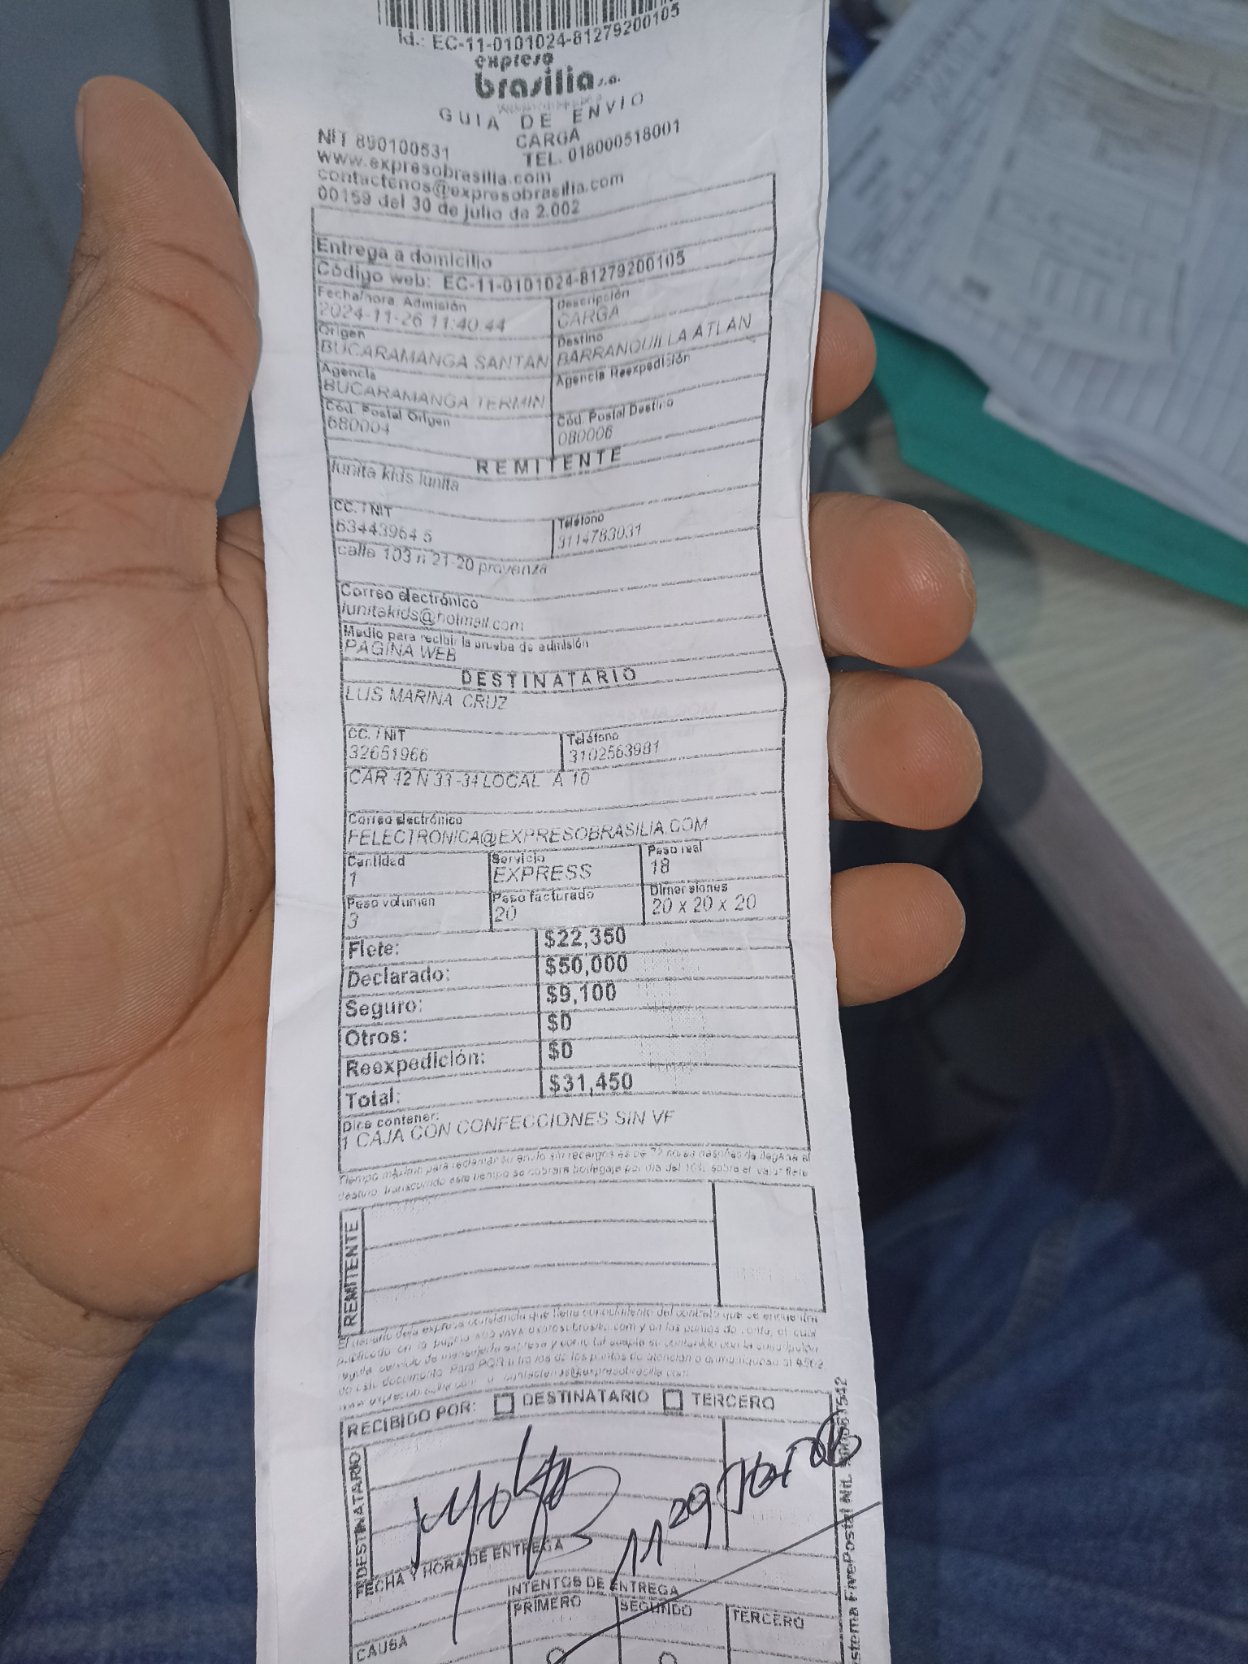 Id.: EC-11-0101024-81279200105
expreso
brasilia s.a.
GUIA DE ENVIO
NIT 890100531 CARGA
www.expresobrasilia.com TEL. 018000518001
contactenos@expresobrasilia.com
00159 del 30 de julio de 2.002
Entrega a domicilio
Código web: EC-11-0101024-81279200105
Fecha/hora Admisión Descripción
2024-11-26 11:40:44 CARGA
Origen Destino
BUCARAMANGA SANTAN BARRANQUILLA ATLAN
Agencia Agencia Reexpedición
BUCARAMANGA TERMIN
Cód. Postal Origen Cód. Postal Destino
680004 080006
REMITENTE
lunita kids lunita
CC. / NIT Teléfono
63443964 5 3114783031
calle 103 n 21-20 provenza
Correo electrónico
lunitakids@hotmail.com
Medio para recibir la prueba de admisión
PAGINA WEB
DESTINATARIO
LUS MARINA CRUZ
CC. / NIT Teléfono
32651966 3102563981
CAR 42 N 33 -34 LOCAL A 10
Correo electrónico
FELECTRONICA@EXPRESOBRASILIA.COM
Cantidad Servicio Peso real
1 EXPRESS 18
Peso volumen Peso facturado Dimensiones
3 20 20 x 20 x 20
Flete: $22,350
Declarado: $50,000
Seguro: $9,100
Otros: $0
Reexpedición: $0
Total: $31,450
Dice contener:
1 CAJA CON CONFECCIONES SIN VF
REMITENTE
RECIBIDO POR: DESTINATARIO TERCERO
DESTINATARIO
11
FECHA Y HORA DE ENTREGA
INTENTOS DE ENTREGA
PRIMERO SEGUNDO TERCERO
CAUSA